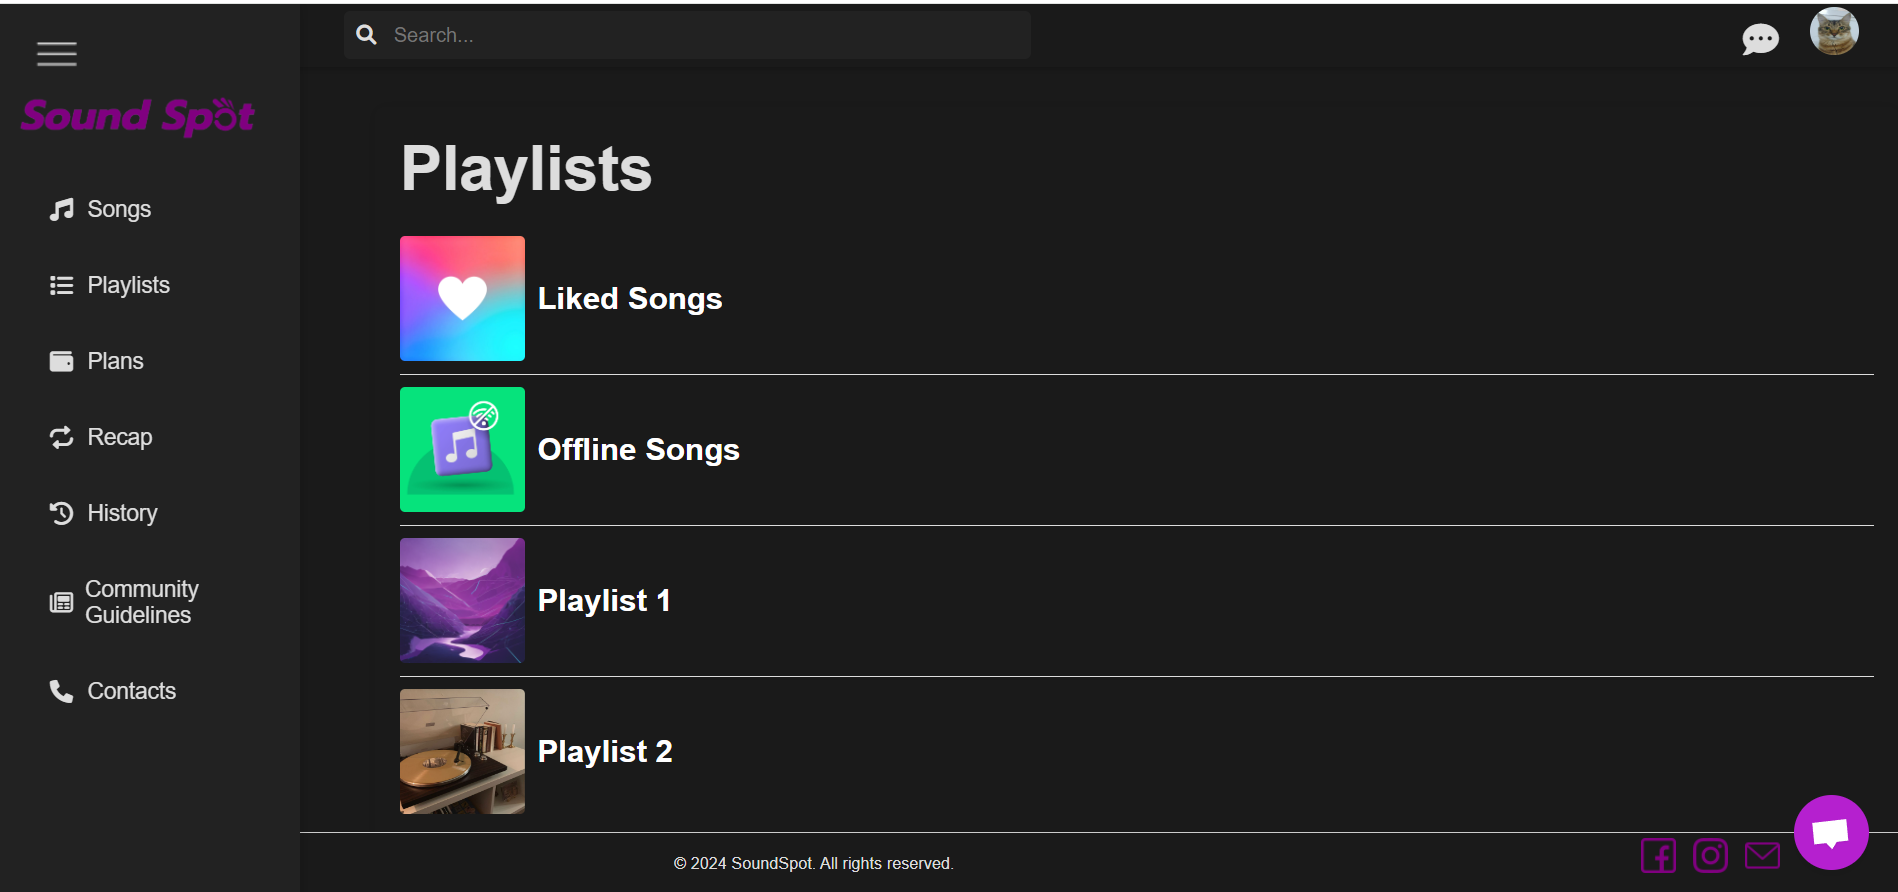 Search...
Sound Spot
Songs
Playlists
Plans
Recap
History
Community
Guidelines
Contacts
Playlists
Liked Songs
Offline Songs
Playlist 1
Playlist 2
© 2024 SoundSpot. All rights reserved.